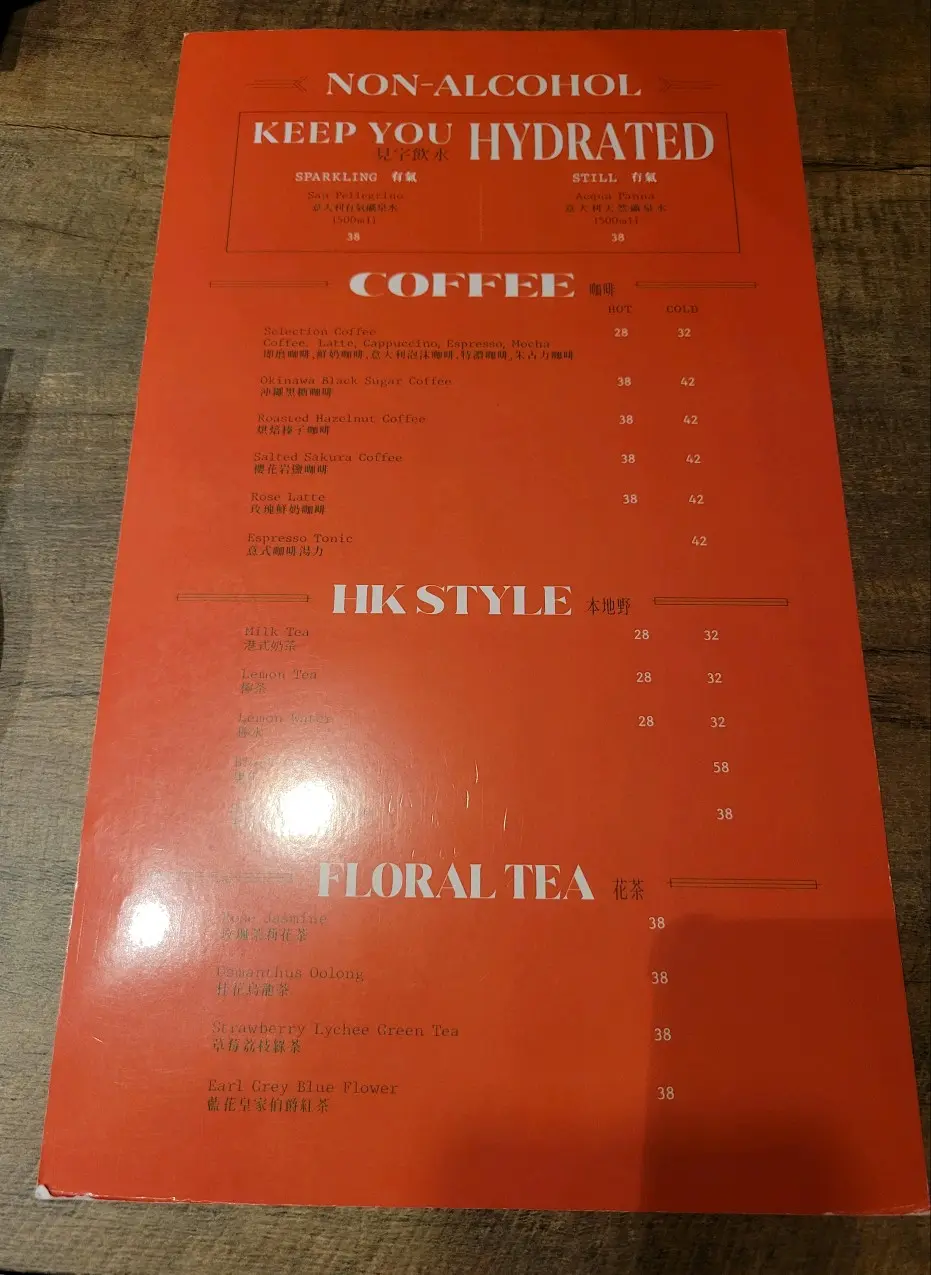 NON-ALCOHOL
KEEP YOU HYDRATED
見字飲水
SPARKLING 有氣
STILL 有氣
San Pellegrino
意大利有氣礦泉水
(500ml)
38
Acqua Panna
意大利天然礦泉水
(500ml)
38
COFFEE 咖啡
HOT COLD
Selection Coffee 28 32
Coffee, Latte, Cappuccino, Espresso, Mocha
即磨咖啡,鮮奶咖啡,意大利泡沫咖啡,特濃咖啡,朱古力咖啡
Okinawa Black Sugar Coffee 38 42
沖繩黑糖咖啡
Roasted Hazelnut Coffee 38 42
烘焙榛子咖啡
Salted Sakura Coffee 38 42
櫻花岩鹽咖啡
Rose Latte 38 42
玫瑰鮮奶咖啡
Espresso Tonic 42
意式咖啡湯力
HK STYLE 本地野
Milk Tea 28 32
港式奶茶
Lemon Tea 28 32
檸茶
Lemon Water 28 32
檸水
58
38
FLORAL TEA 花茶
Rose Jasmine 38
玫瑰茉莉花茶
Osmanthus Oolong 38
桂花烏龍茶
Strawberry Lychee Green Tea 38
草莓荔枝綠茶
Earl Grey Blue Flower 38
藍花皇家伯爵紅茶